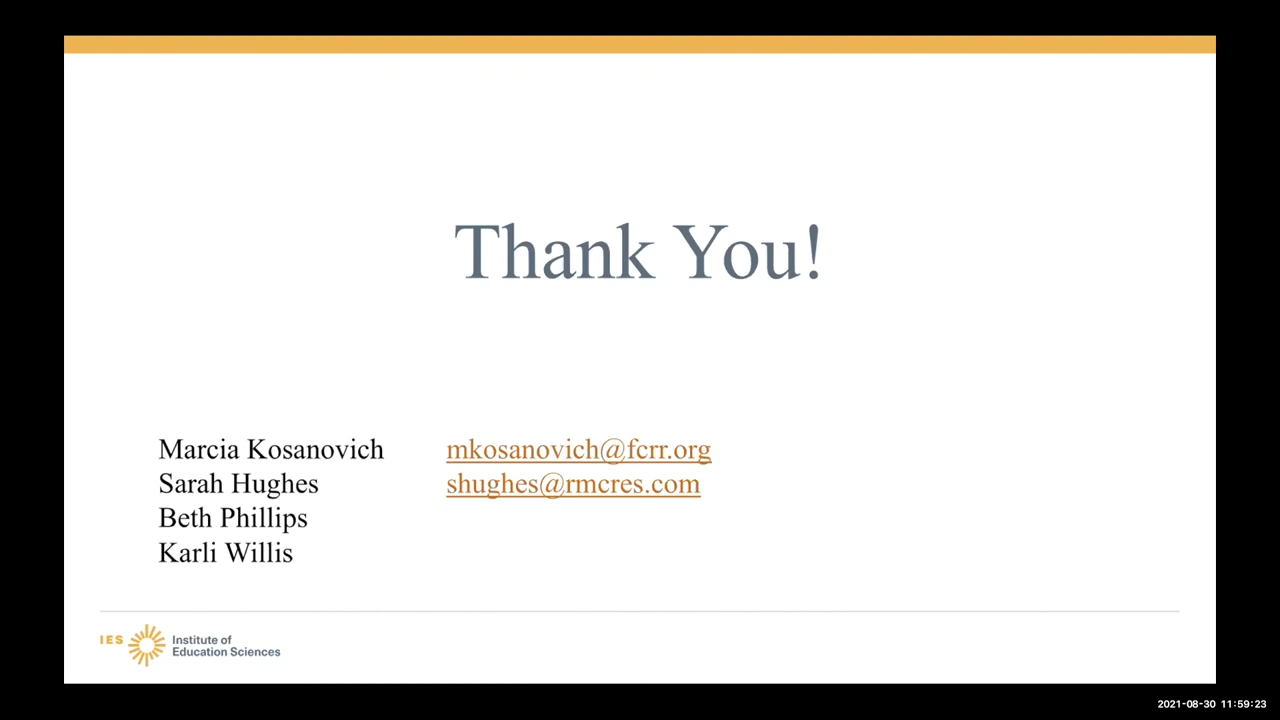 Thank You!
Marcia Kosanovich mkosanovich@fcrr.org
Sarah Hughes shughes@rmcres.com
Beth Phillips
Karli Willis
IES Institute of
Education Sciences
2021-08-30 11:59:23